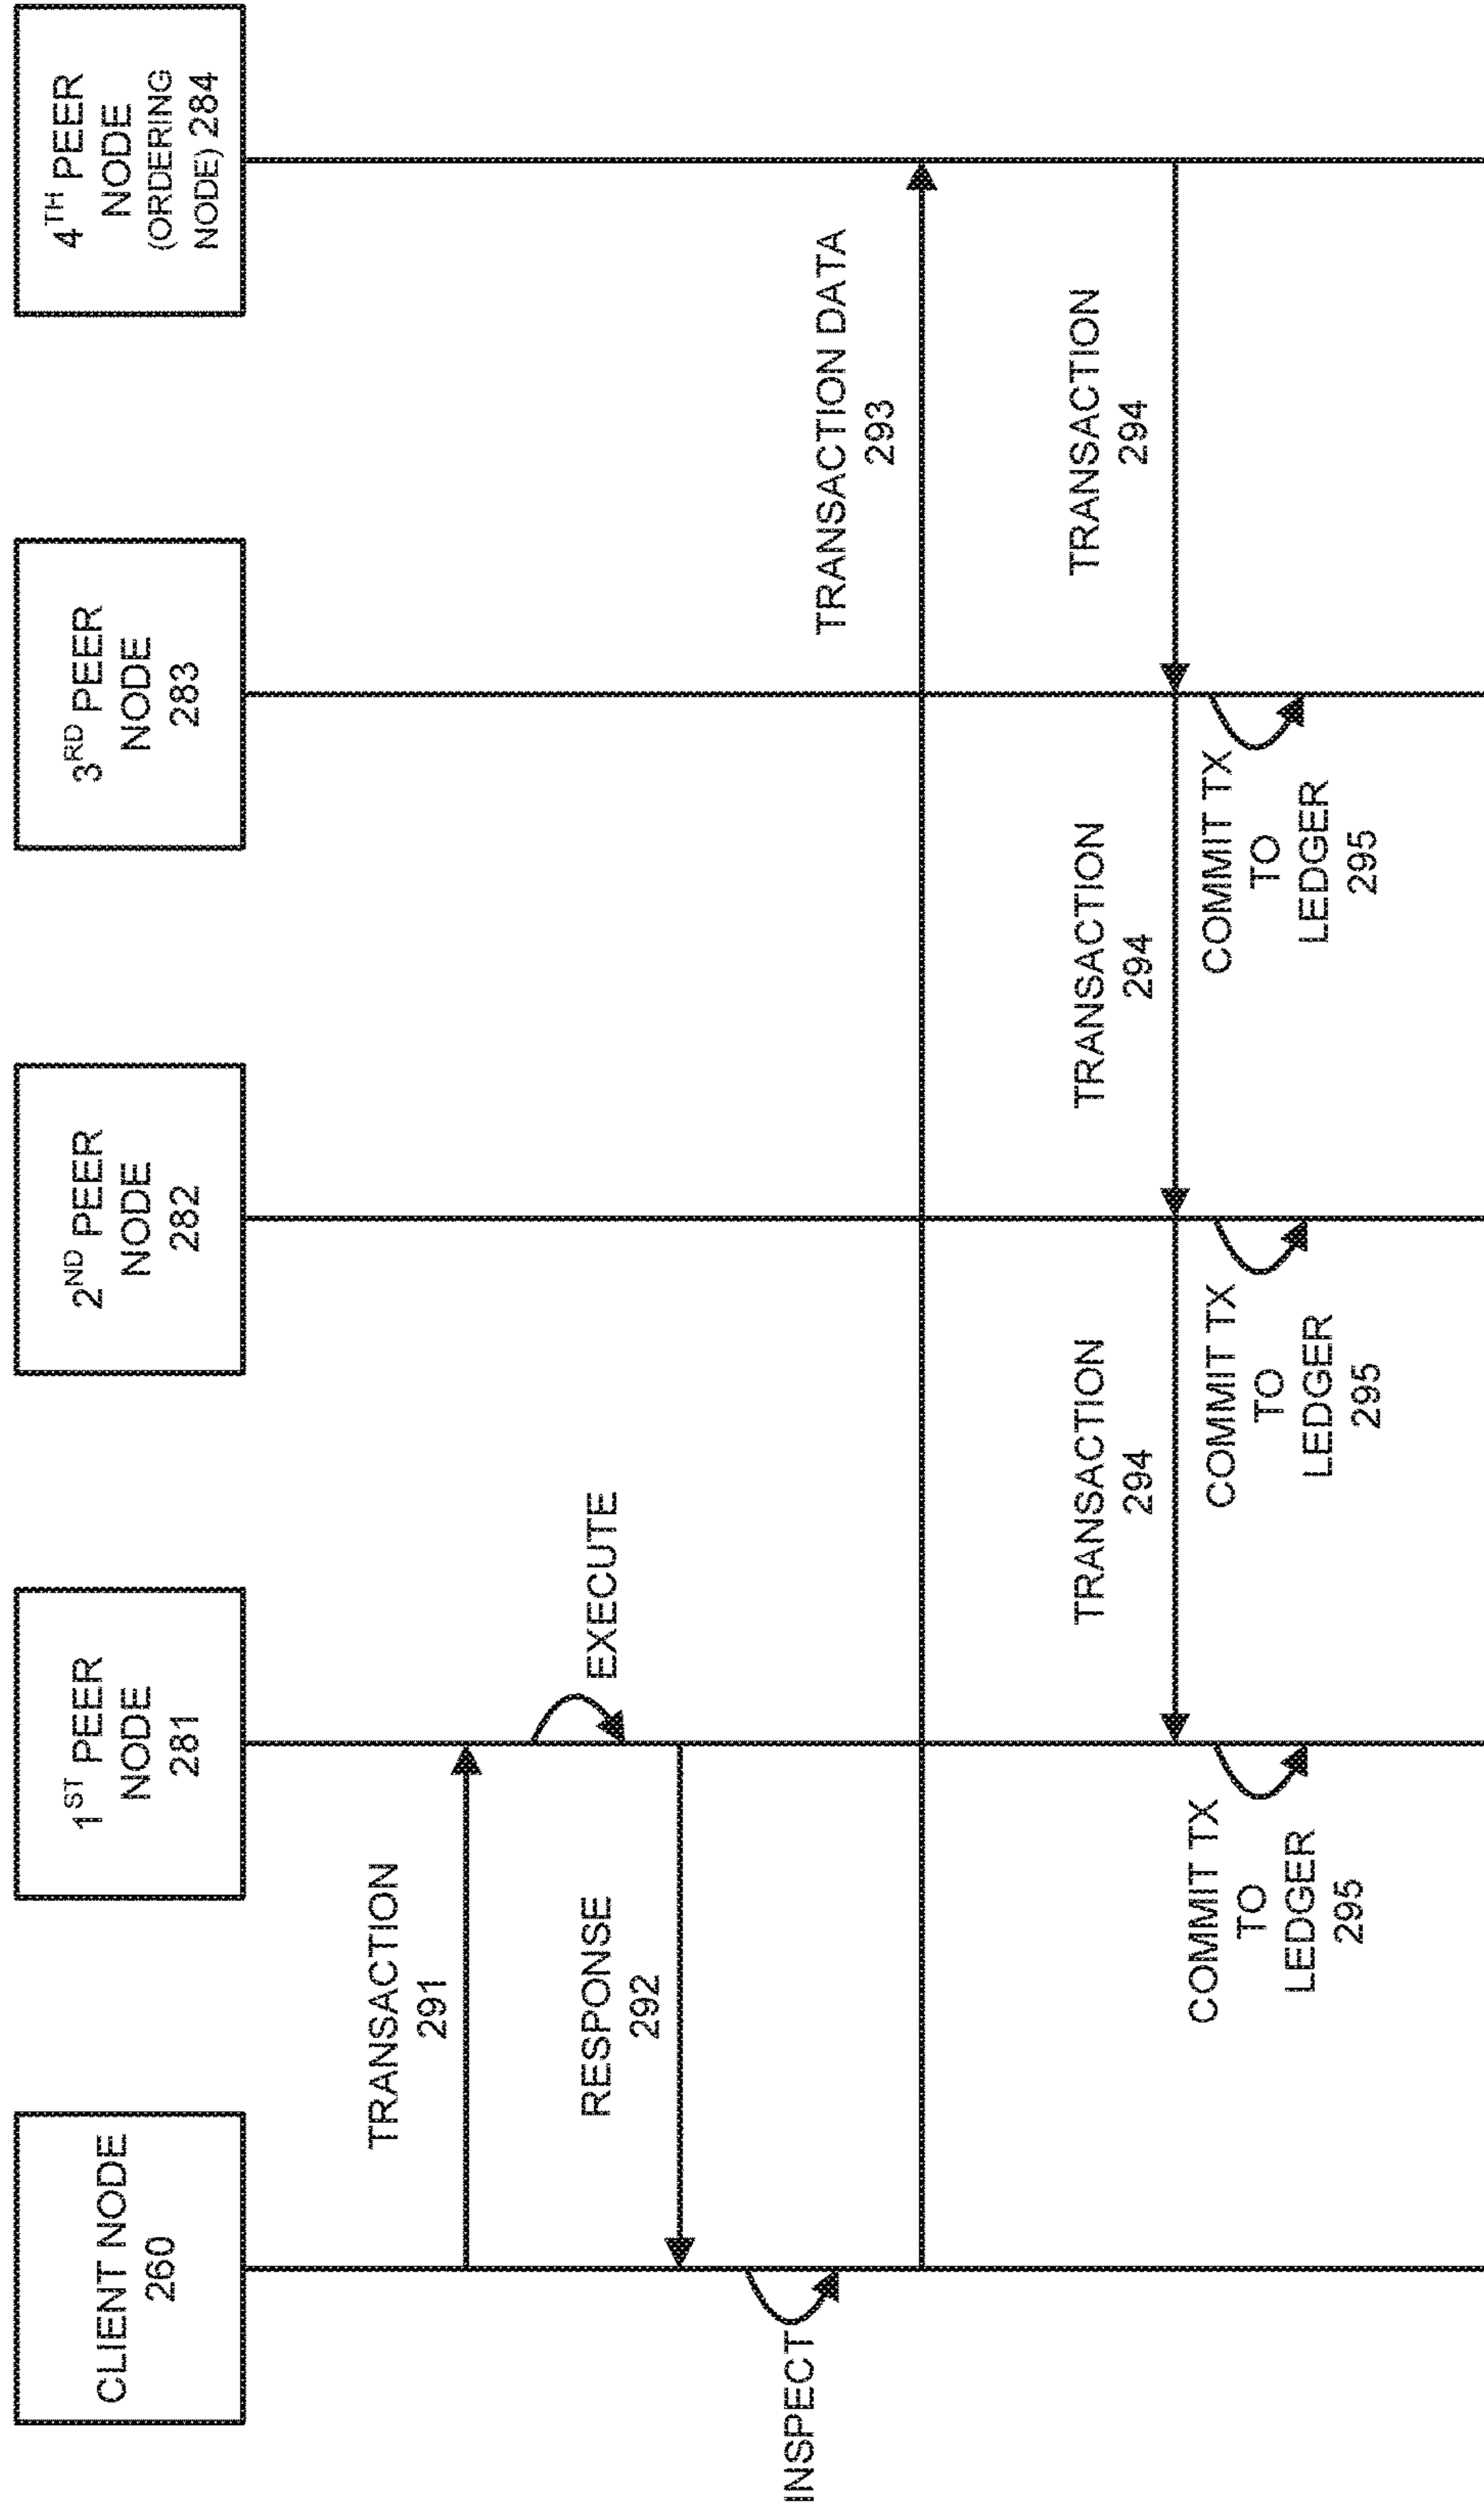 CLIENT NODE
260
1ST PEER
NODE
281
2ND PEER
NODE
282
3RD PEER
NODE
283
4TH PEER
NODE
(ORDERING
NODE) 284
TRANSACTION
291
EXECUTE
RESPONSE
292
INSPECT
TRANSACTION DATA
293
TRANSACTION
294
TRANSACTION
294
TRANSACTION
294
COMMIT TX
TO
LEDGER
295
COMMIT TX
TO
LEDGER
295
COMMIT TX
TO
LEDGER
295